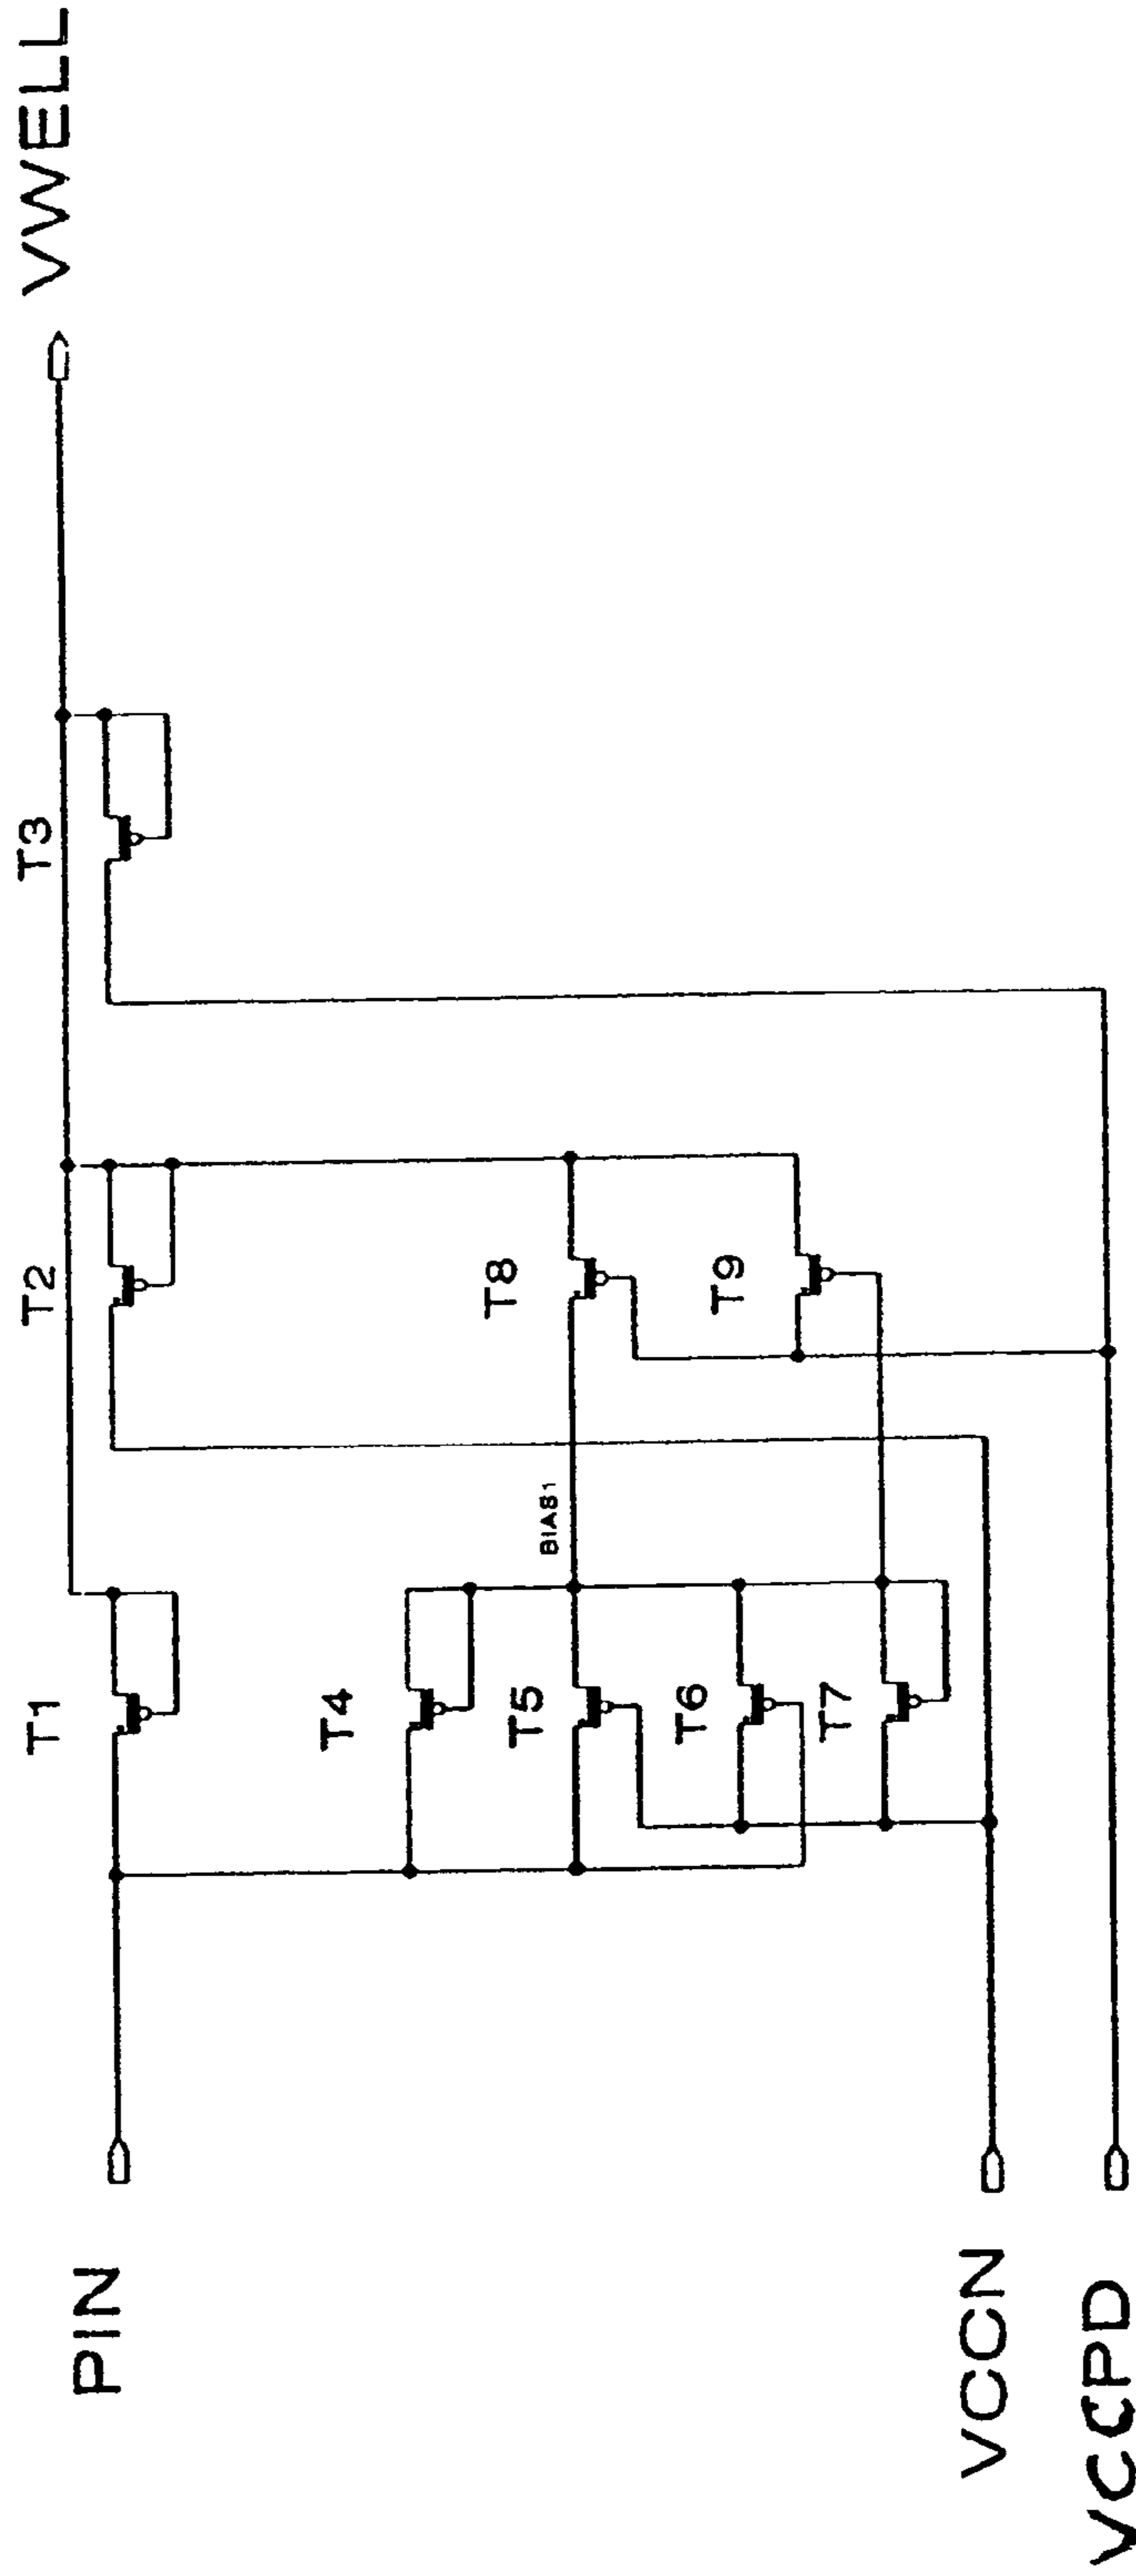 VWELL
T3
T2
T8
T9
BIAS1
T1
T4
T5
T6
T7
PIN
VCCN
VCCPD